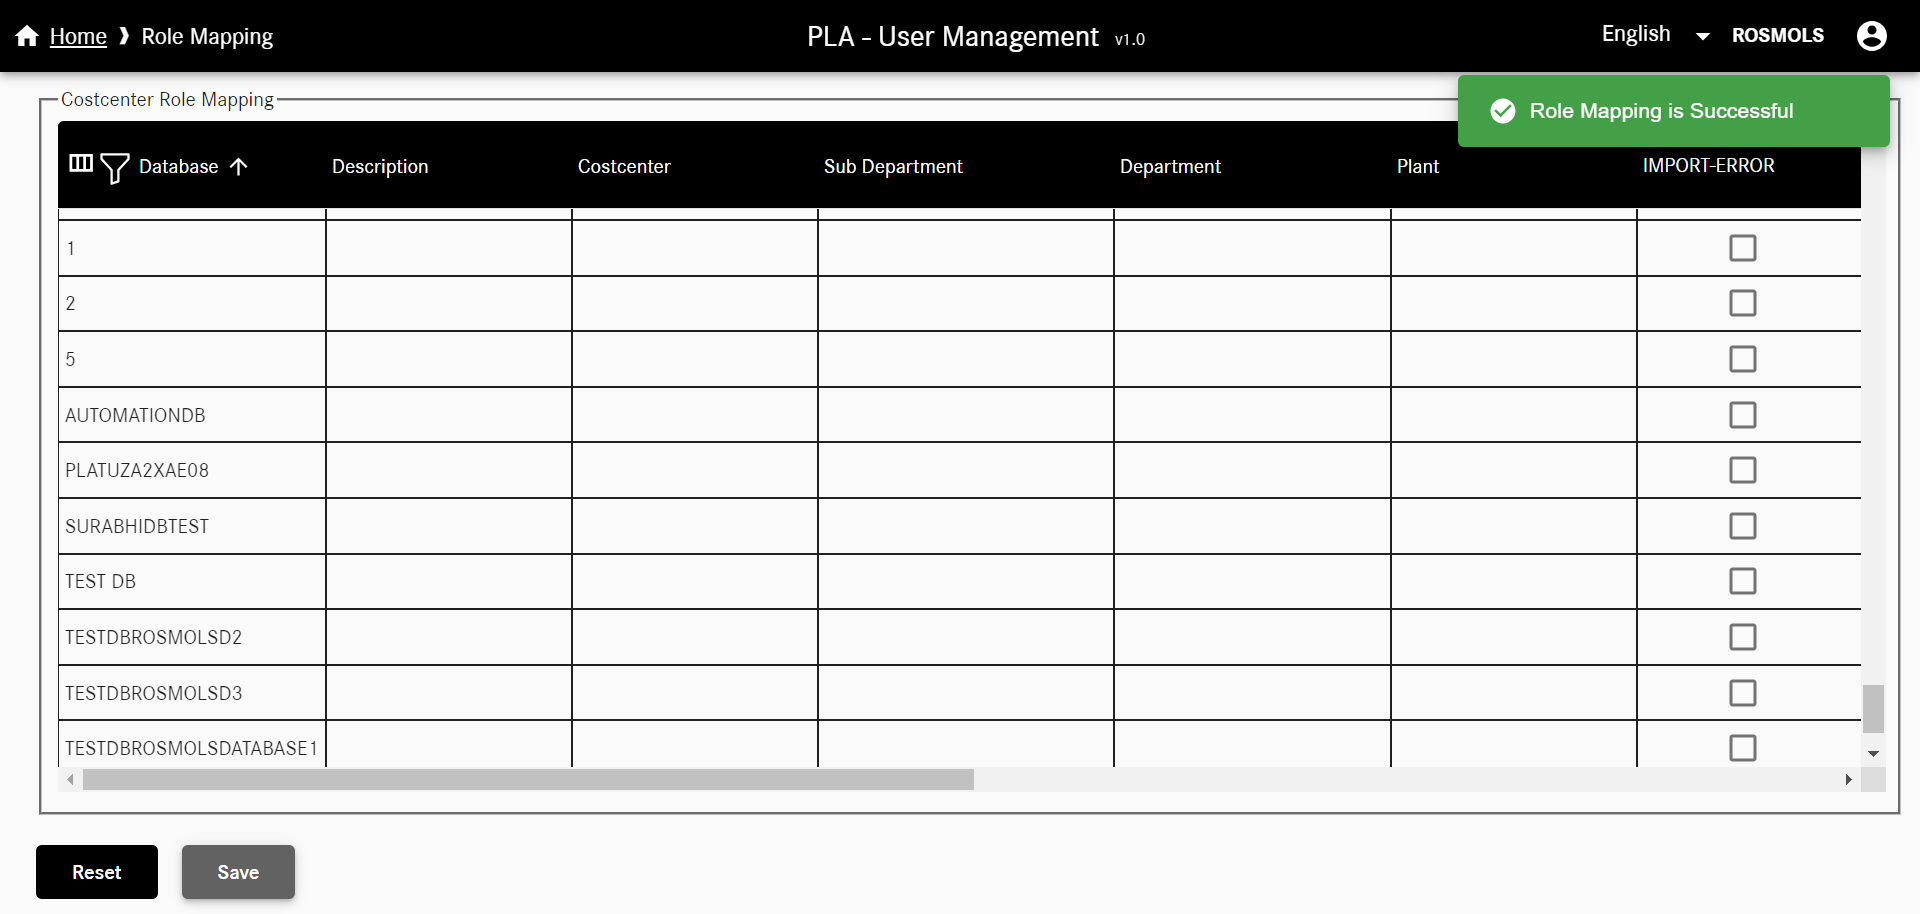 Home ❱ Role Mapping
PLA - User Management v1.0
English
ROSMOLS
Costcenter Role Mapping
Role Mapping is Successful
Database Description Costcenter Sub Department Department Plant IMPORT-ERROR
1
2
5
AUTOMATIONDB
PLATUZA2XAE08
SURABHIDBTEST
TEST DB
TESTDBROSMOLSD2
TESTDBROSMOLSD3
TESTDBROSMOLSDATABASE1
Reset Save